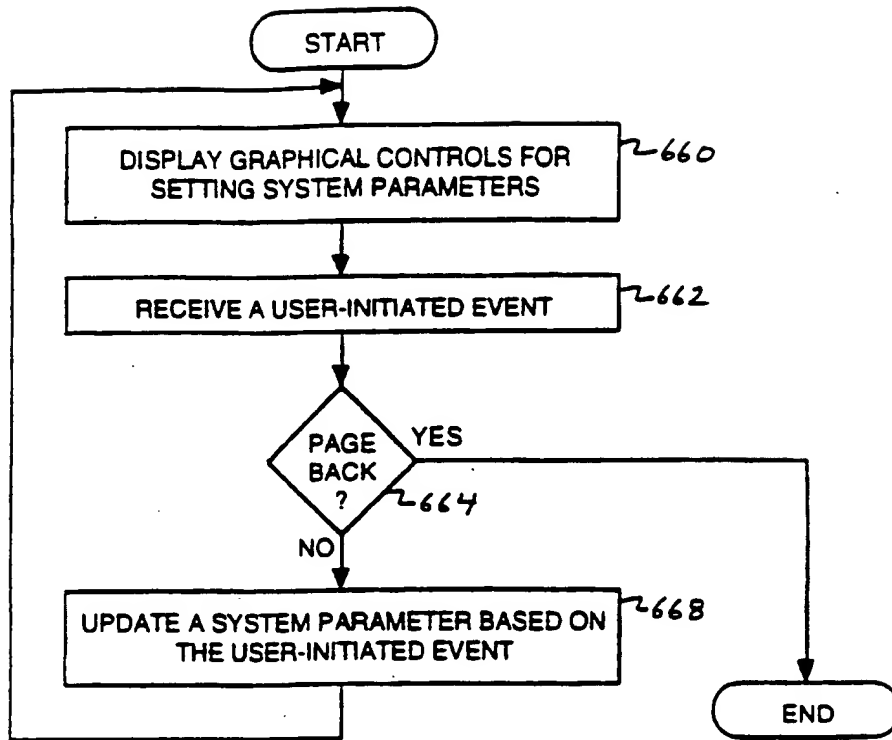 START
DISPLAY GRAPHICAL CONTROLS FOR
SETTING SYSTEM PARAMETERS
660
RECEIVE A USER-INITIATED EVENT
662
PAGE
BACK
?
YES
664
NO
UPDATE A SYSTEM PARAMETER BASED ON
THE USER-INITIATED EVENT
668
END